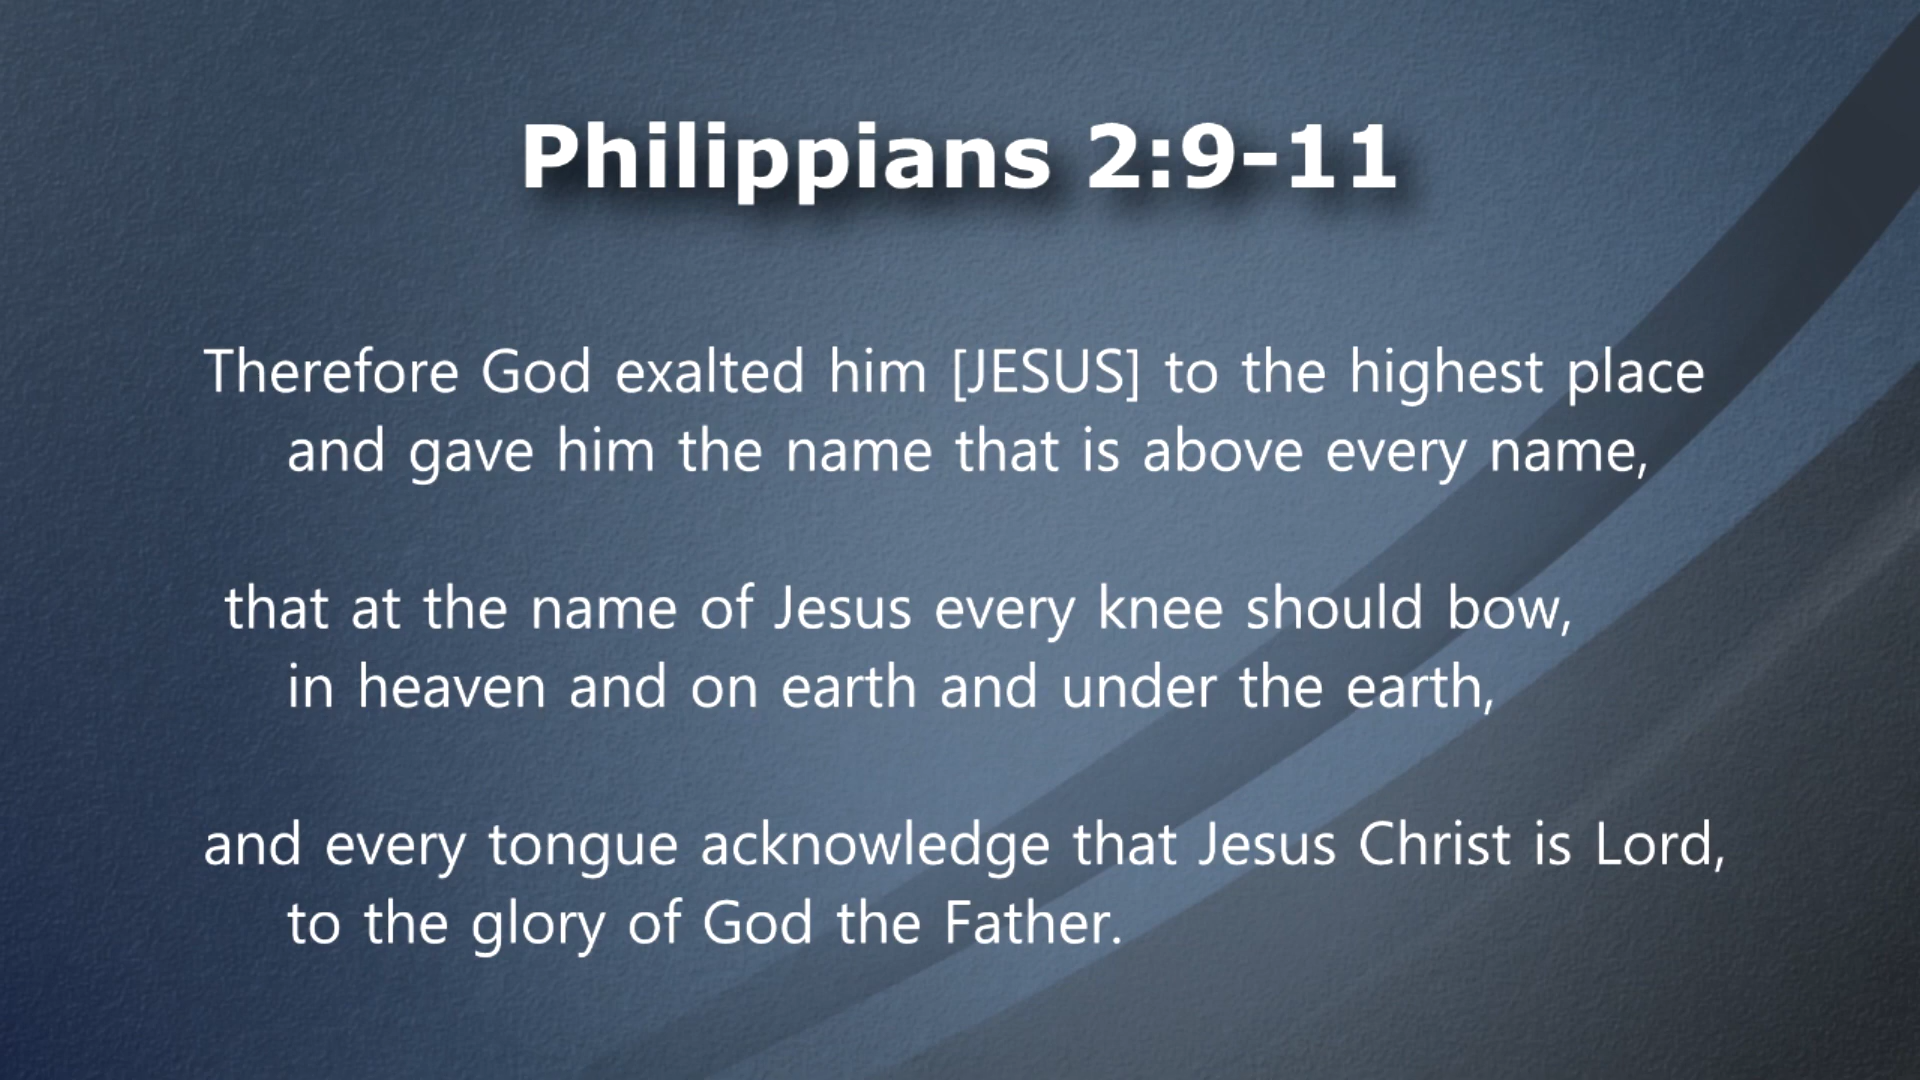 Philippians 2:9-11
Therefore God exalted him [JESUS] to the highest place
and gave him the name that is above every name,
that at the name of Jesus every knee should bow,
in heaven and on earth and under the earth,
and every tongue acknowledge that Jesus Christ is Lord,
to the glory of God the Father.